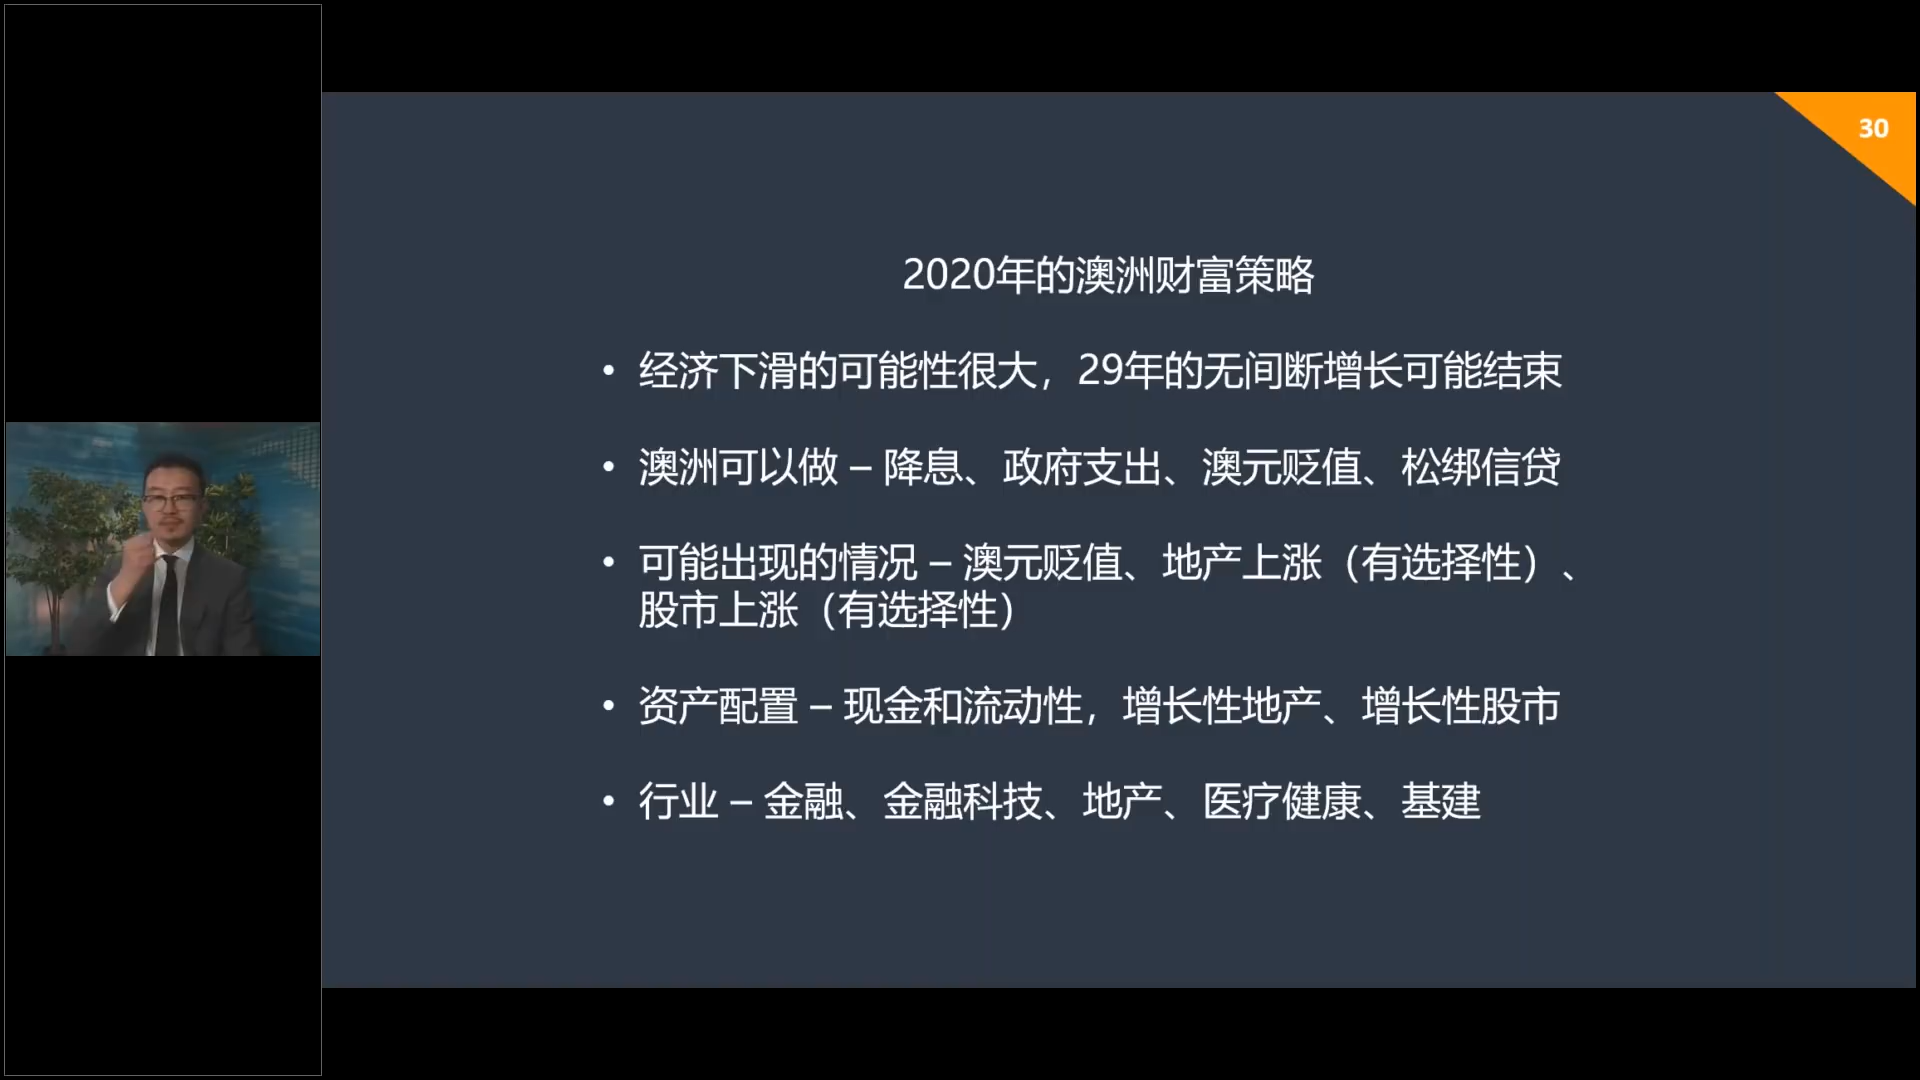 30
2020年的澳洲财富策略
• 经济下滑的可能性很大，29年的无间断增长可能结束
• 澳洲可以做 – 降息、政府支出、澳元贬值、松绑信贷
• 可能出现的情况 – 澳元贬值、地产上涨（有选择性）、
股市上涨（有选择性）
• 资产配置 – 现金和流动性，增长性地产、增长性股市
• 行业 – 金融、金融科技、地产、医疗健康、基建